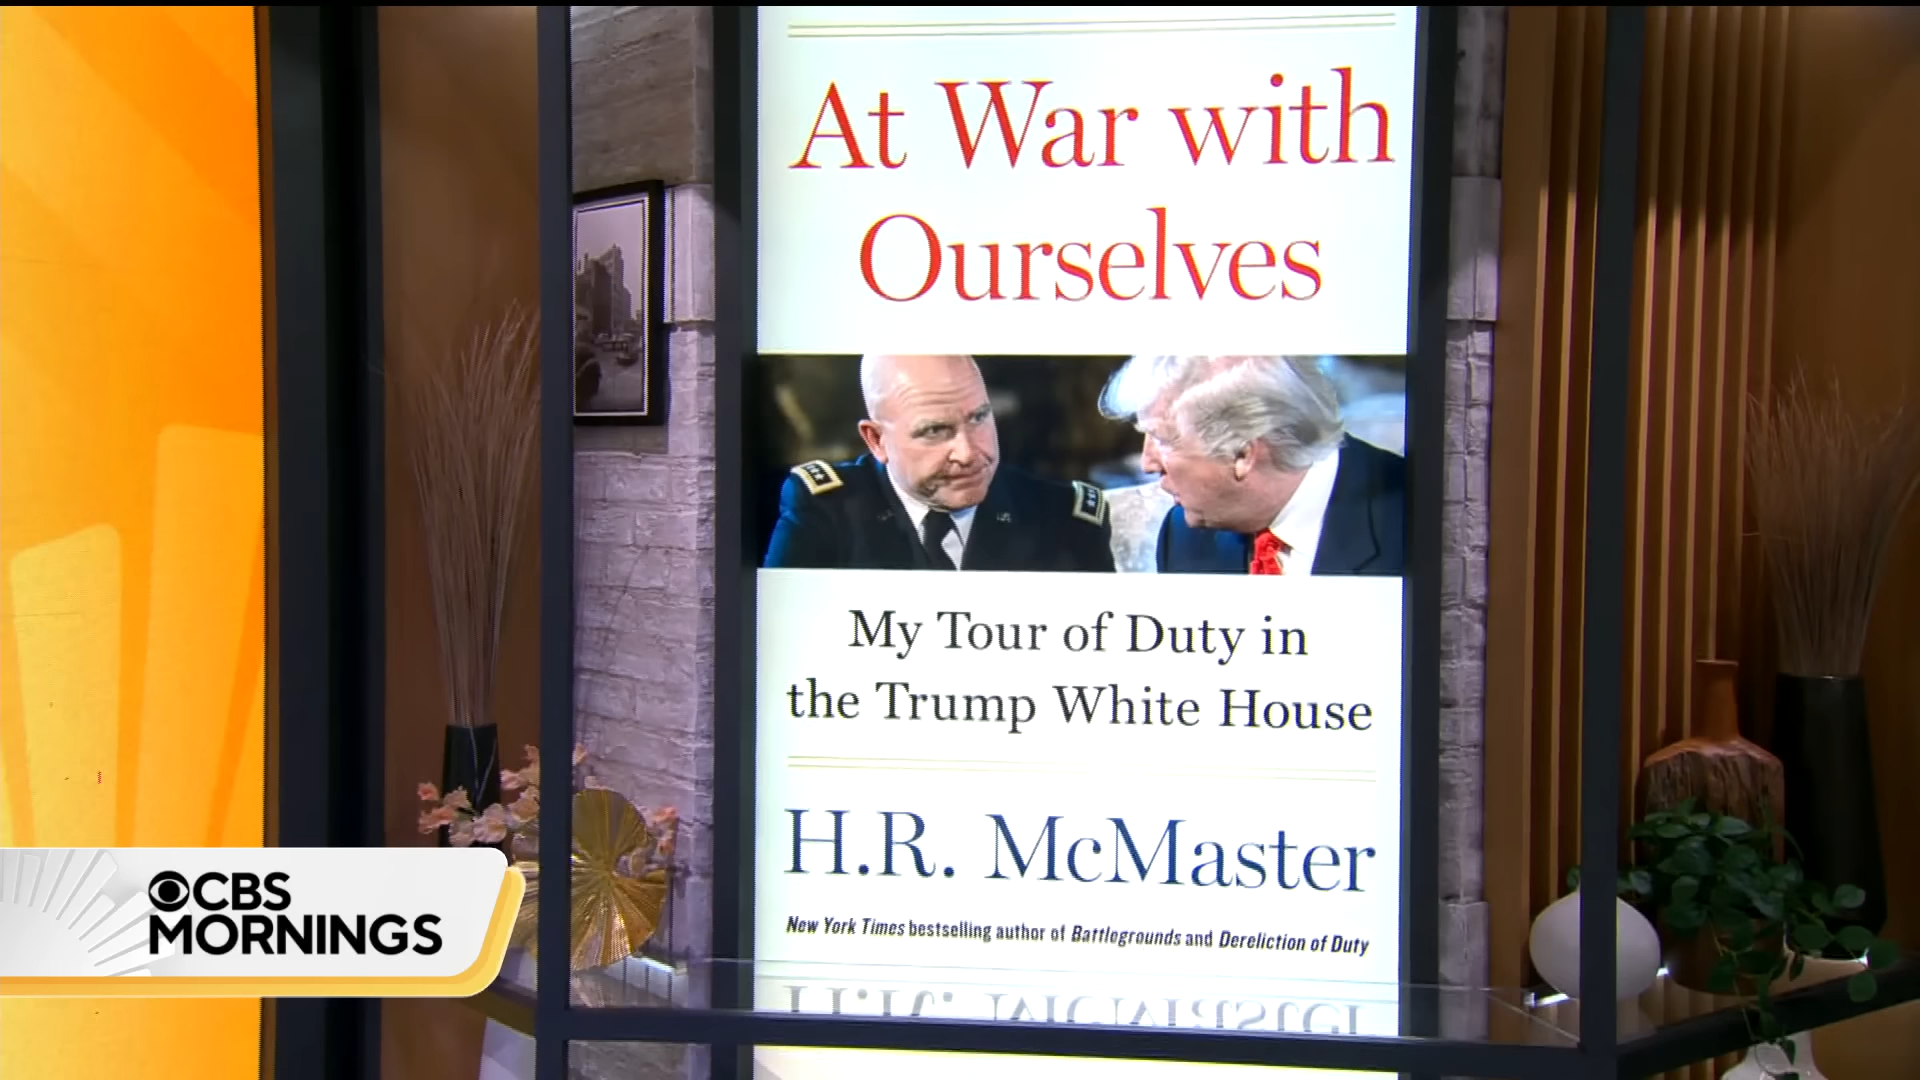 At War with
Ourselves
My Tour of Duty in
the Trump White House
H.R. McMaster
New York Times bestselling author of Battlegrounds and Dereliction of Duty
H.R. McMaster
CBS
MORNINGS